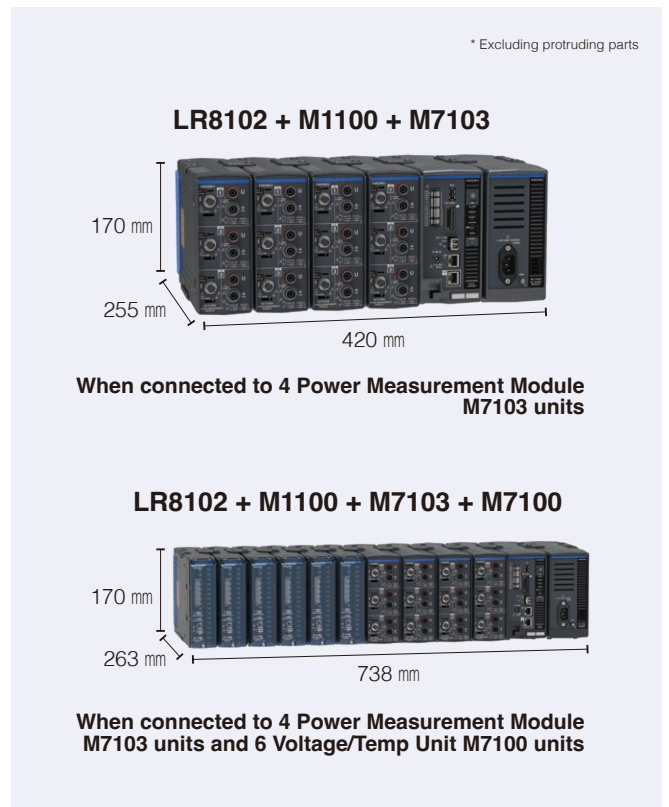 * Excluding protruding parts
LR8102 + M1100 + M7103
170 mm
255 mm
420 mm
When connected to 4 Power Measurement Module
M7103 units
LR8102 + M1100 + M7103 + M7100
170 mm
263 mm
738 mm
When connected to 4 Power Measurement Module
M7103 units and 6 Voltage/Temp Unit M7100 units